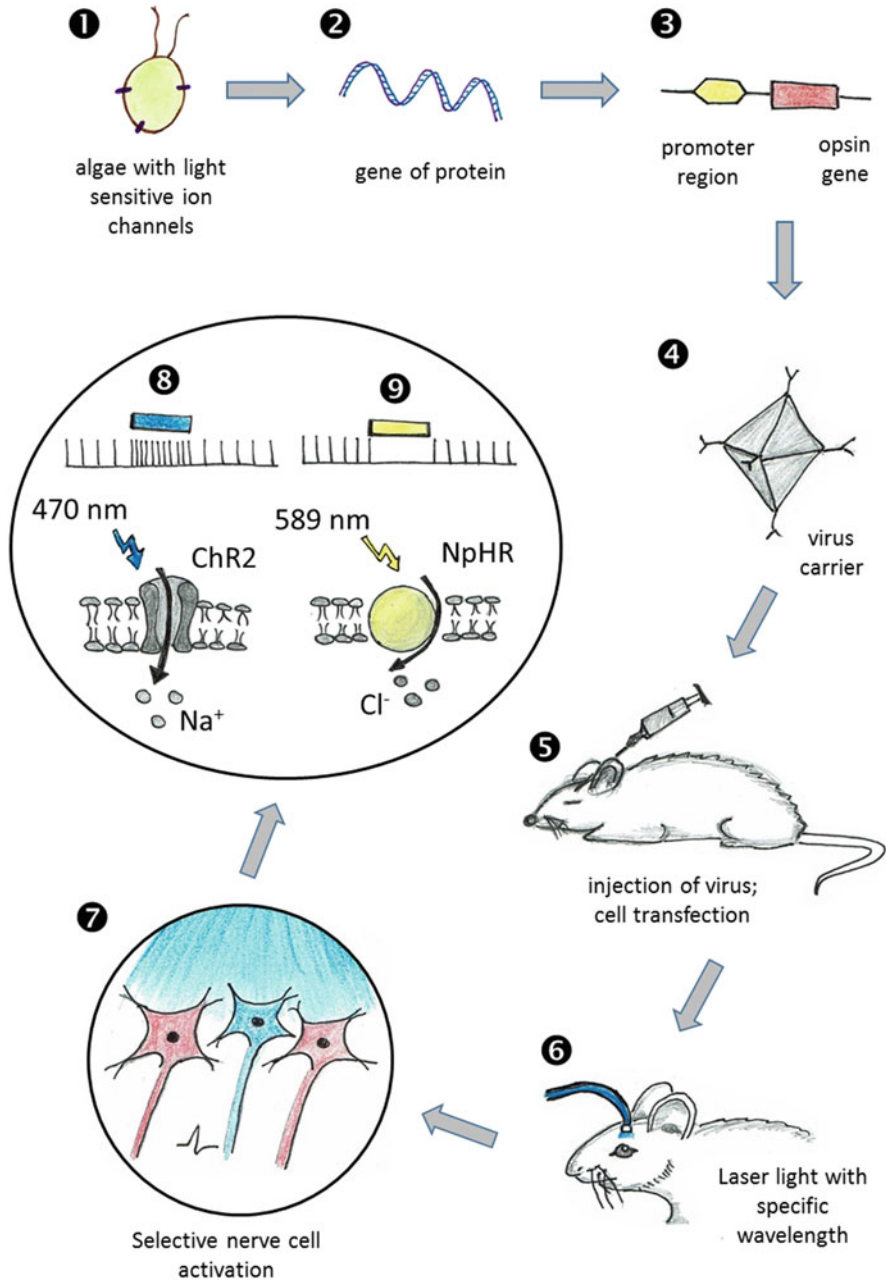 1
algae with light
sensitive ion
channels
2
gene of protein
3
promoter
region
opsin
gene
4
virus
carrier
5
injection of virus;
cell transfection
6
Laser light with
specific
wavelength
7
Selective nerve cell
activation
8
470 nm
ChR2
Na⁺
9
589 nm
NpHR
Cl⁻